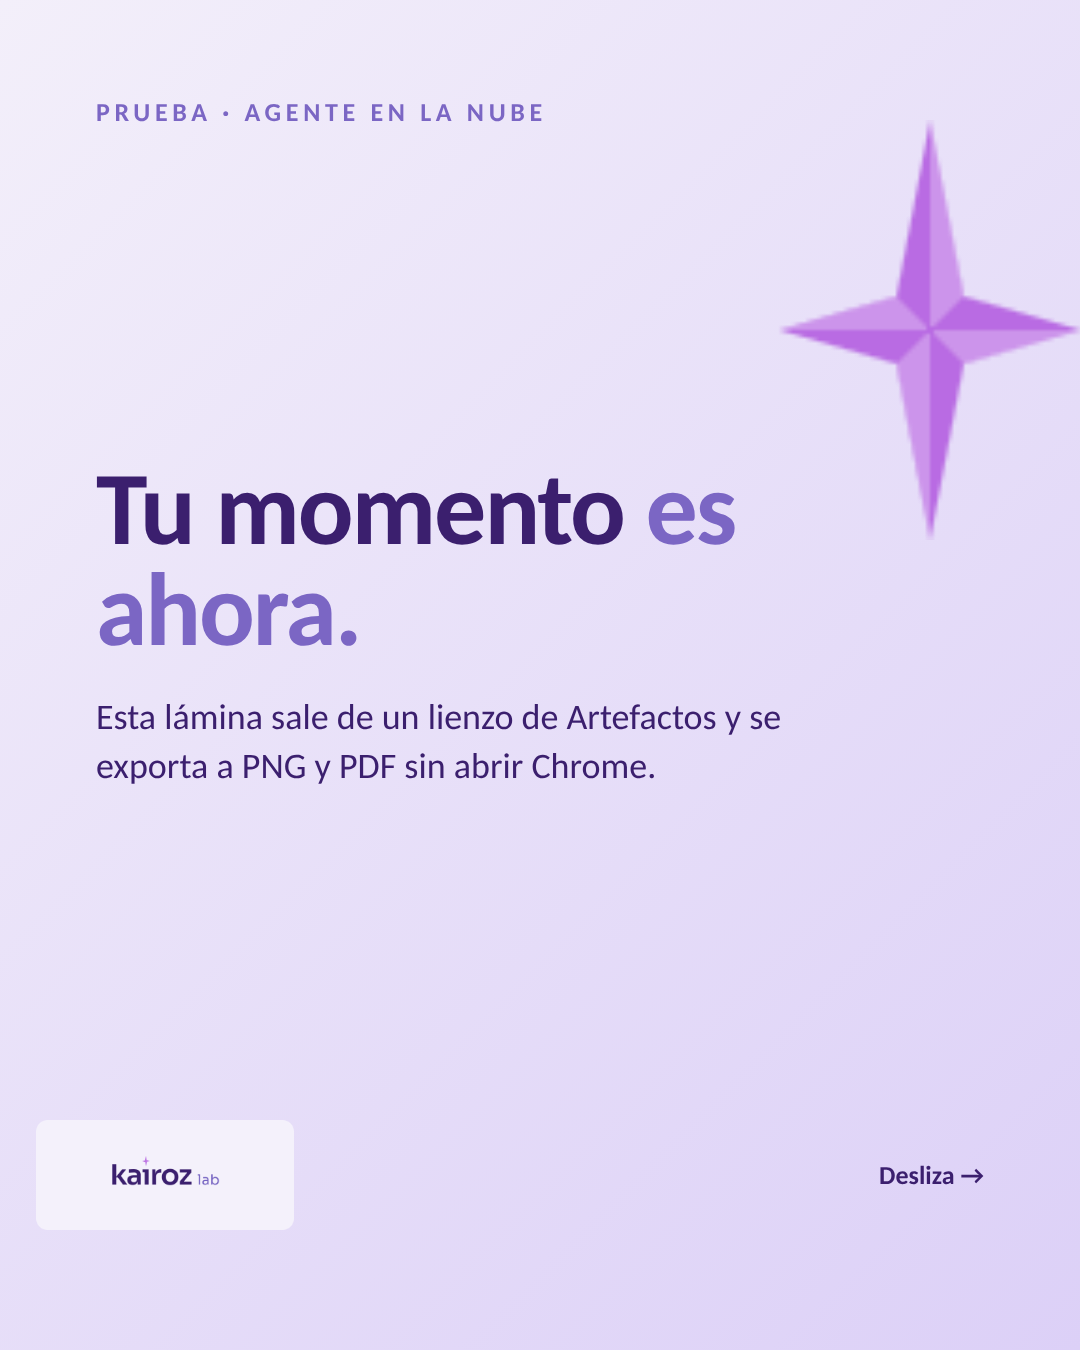 PRUEBA · AGENTE EN LA NUBE
Tu momento es
ahora.
Esta lámina sale de un lienzo de Artefactos y se
exporta a PNG y PDF sin abrir Chrome.
kairoz lab
Desliza →